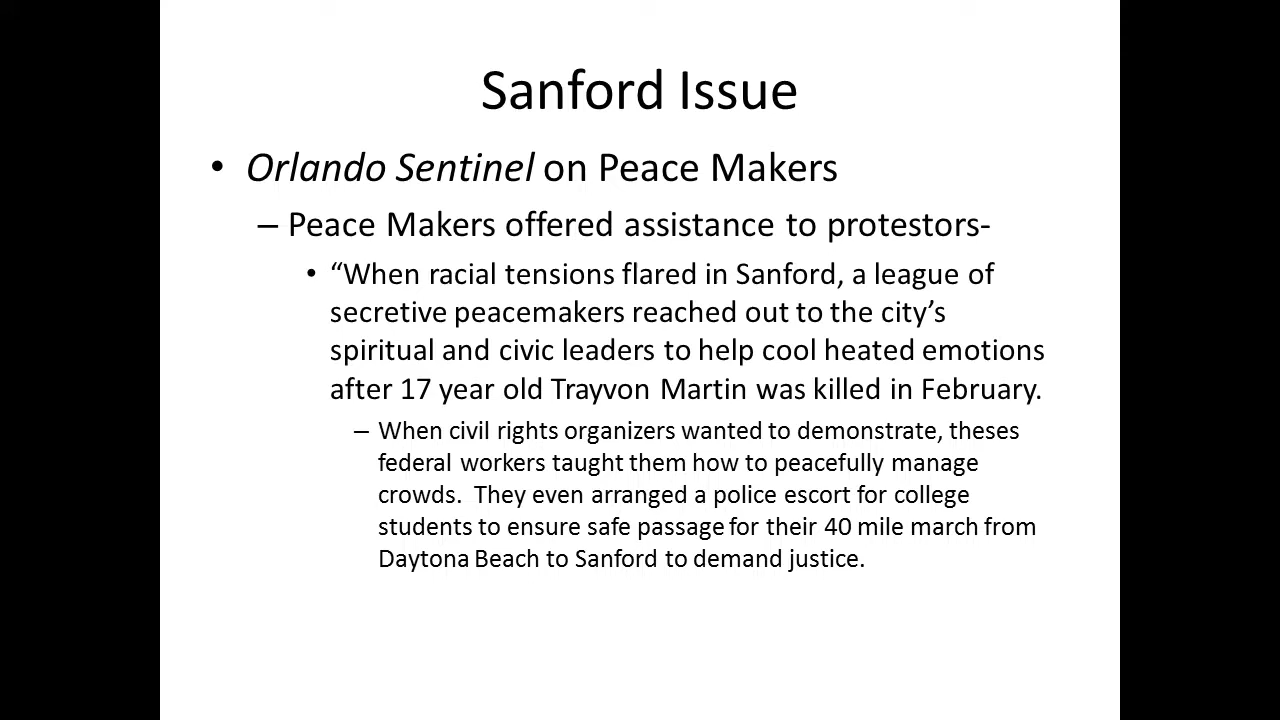 Sanford Issue
• Orlando Sentinel on Peace Makers
– Peace Makers offered assistance to protestors-
• “When racial tensions flared in Sanford, a league of
secretive peacemakers reached out to the city’s
spiritual and civic leaders to help cool heated emotions
after 17 year old Trayvon Martin was killed in February.
– When civil rights organizers wanted to demonstrate, theses
federal workers taught them how to peacefully manage
crowds.  They even arranged a police escort for college
students to ensure safe passage for their 40 mile march from
Daytona Beach to Sanford to demand justice.